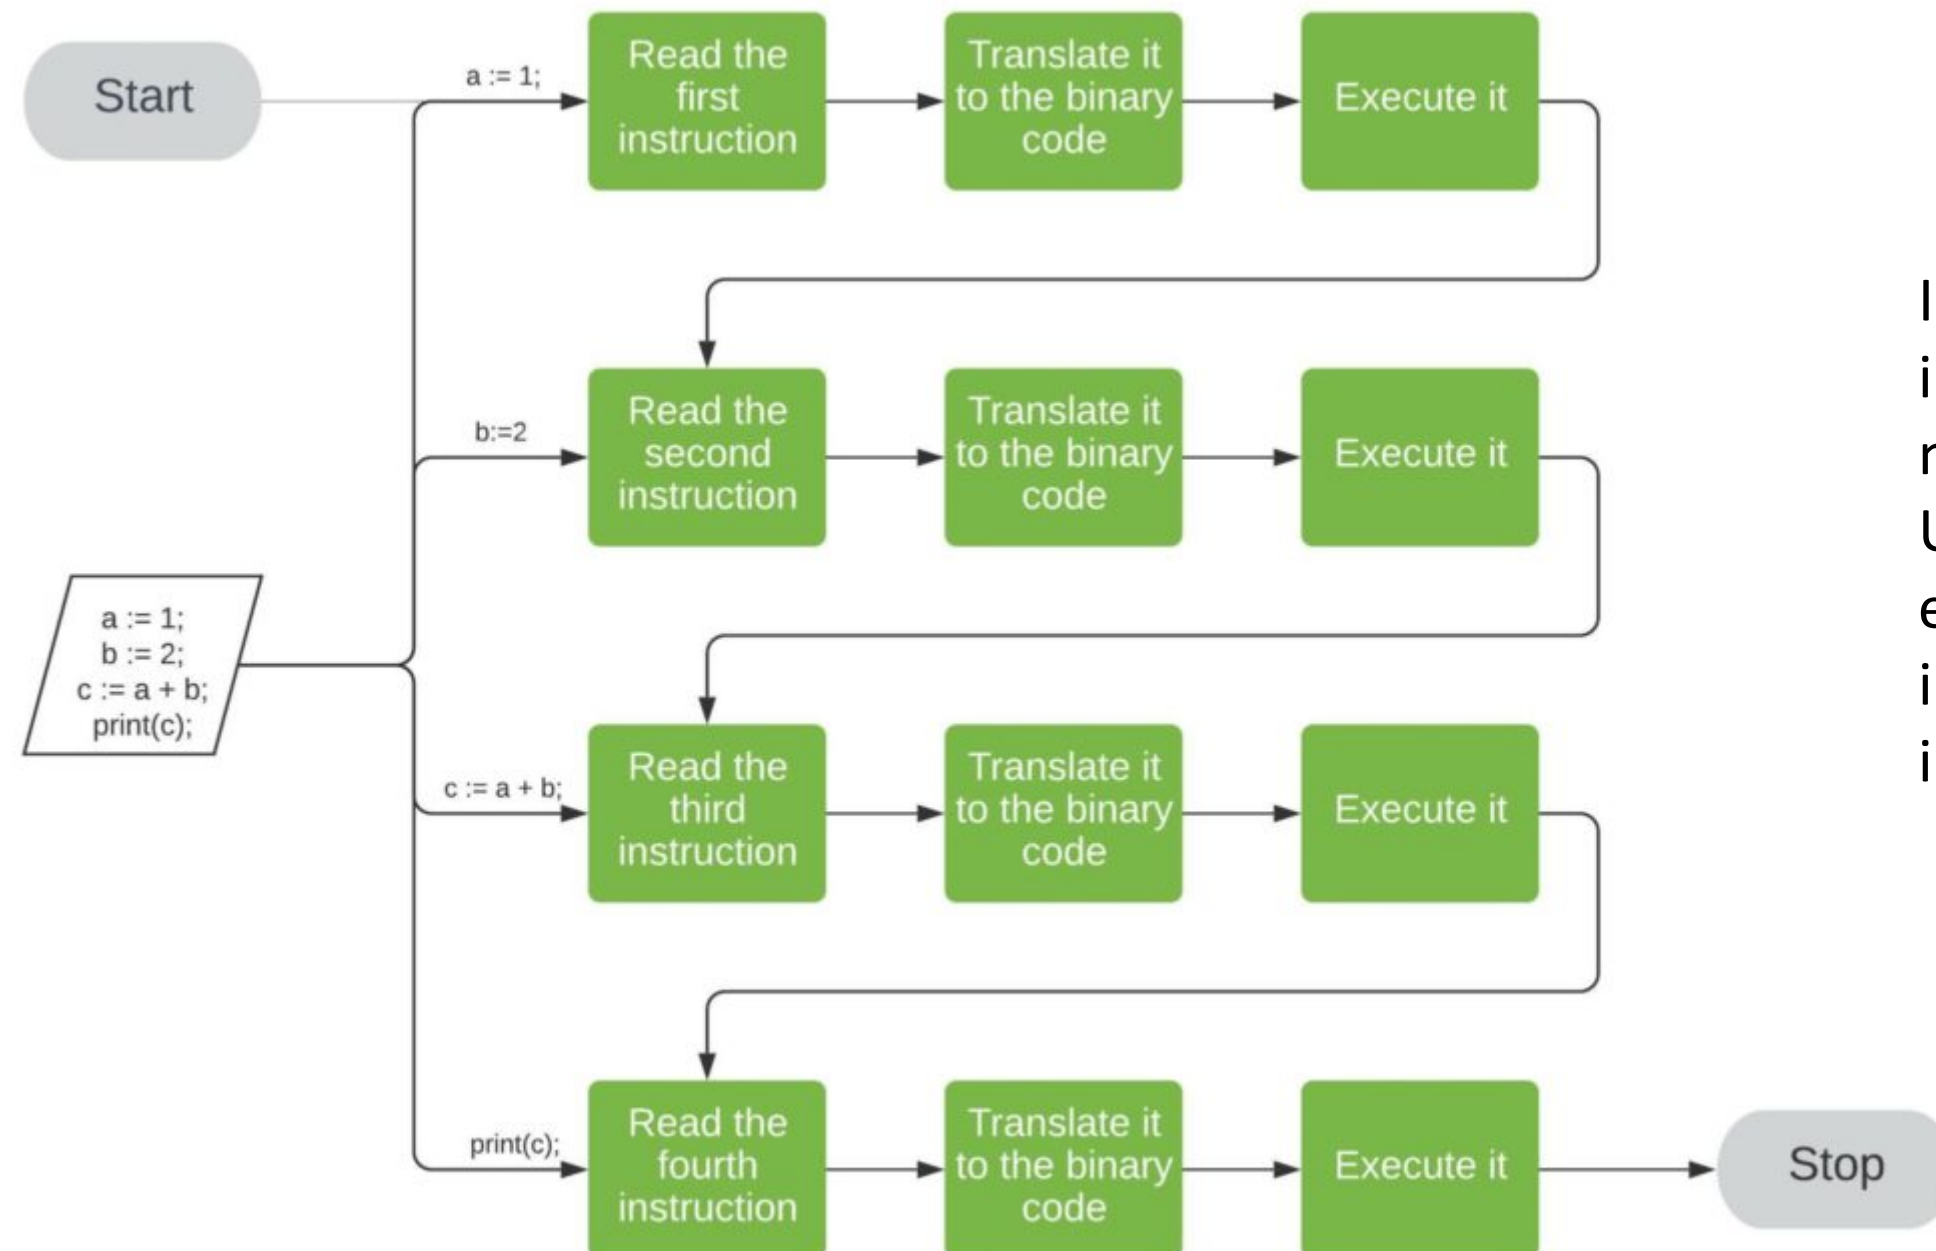 Start
a := 1;
Read the
first
instruction
Translate it
to the binary
code
Execute it
b:=2
Read the
second
instruction
Translate it
to the binary
code
Execute it
a := 1;
b := 2;
c := a + b;
print(c);
c := a + b;
Read the
third
instruction
Translate it
to the binary
code
Execute it
print(c);
Read the
fourth
instruction
Translate it
to the binary
code
Execute it
Stop